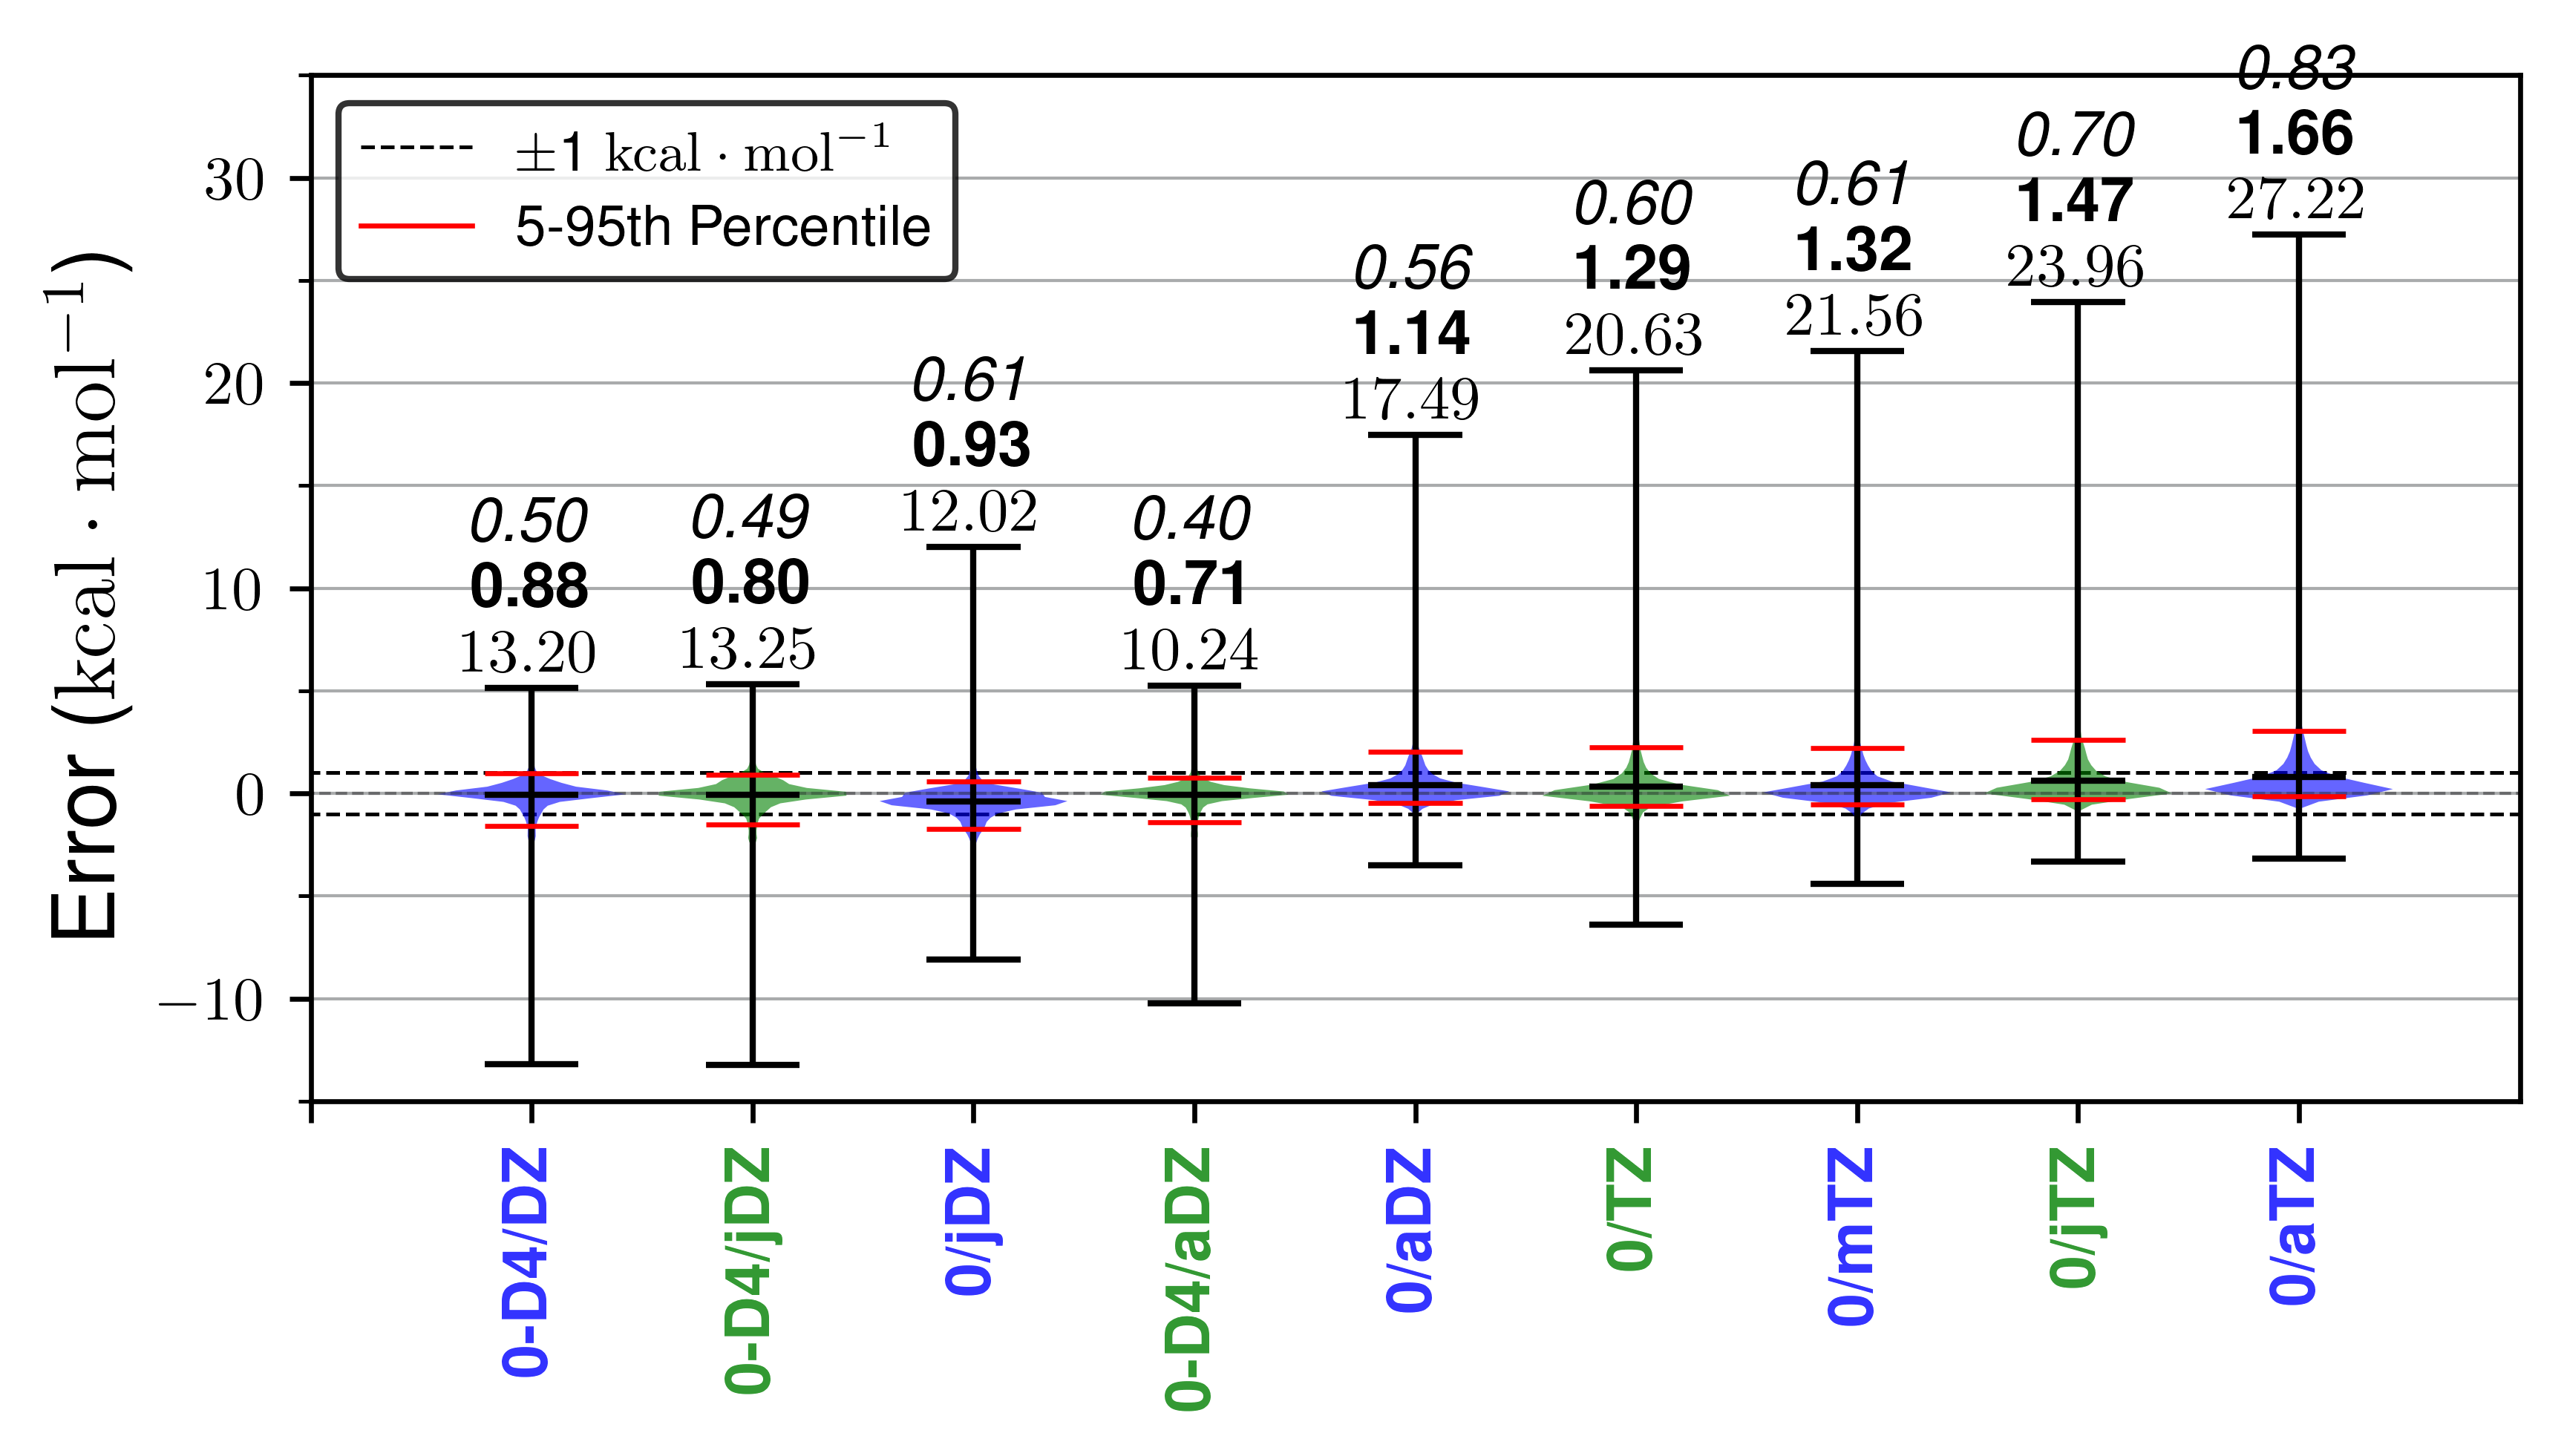 ±1 kcal · mol⁻¹
5-95th Percentile
Error (kcal · mol⁻¹)
30
20
10
0
−10
0.50
0.88
13.20
0.49
0.80
13.25
0.61
0.93
12.02
0.40
0.71
10.24
0.56
1.14
17.49
0.60
1.29
20.63
0.61
1.32
21.56
0.70
1.47
23.96
0.83
1.66
27.22
0-D4/DZ
0-D4/jDZ
0/jDZ
0-D4/aDZ
0/aDZ
0/TZ
0/mTZ
0/jTZ
0/aTZ